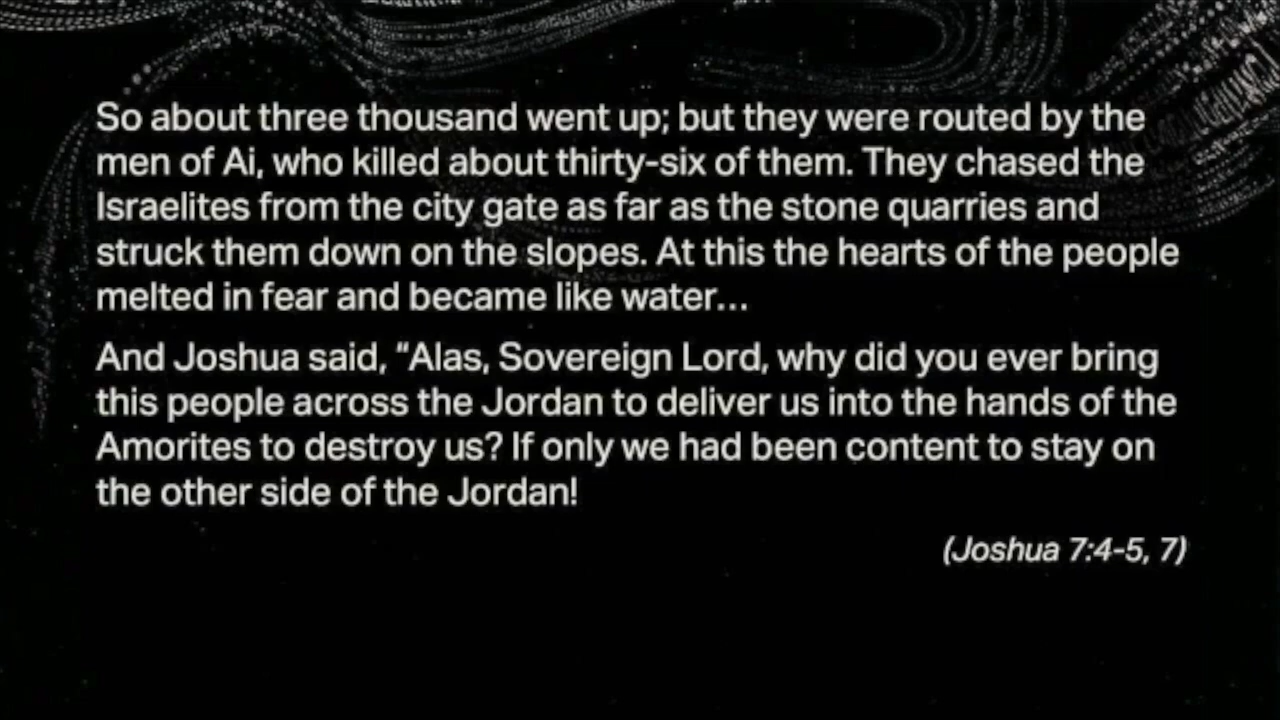 So about three thousand went up; but they were routed by the
men of Ai, who killed about thirty-six of them. They chased the
Israelites from the city gate as far as the stone quarries and
struck them down on the slopes. At this the hearts of the people
melted in fear and became like water...
And Joshua said, “Alas, Sovereign Lord, why did you ever bring
this people across the Jordan to deliver us into the hands of the
Amorites to destroy us? If only we had been content to stay on
the other side of the Jordan!
(Joshua 7:4-5, 7)